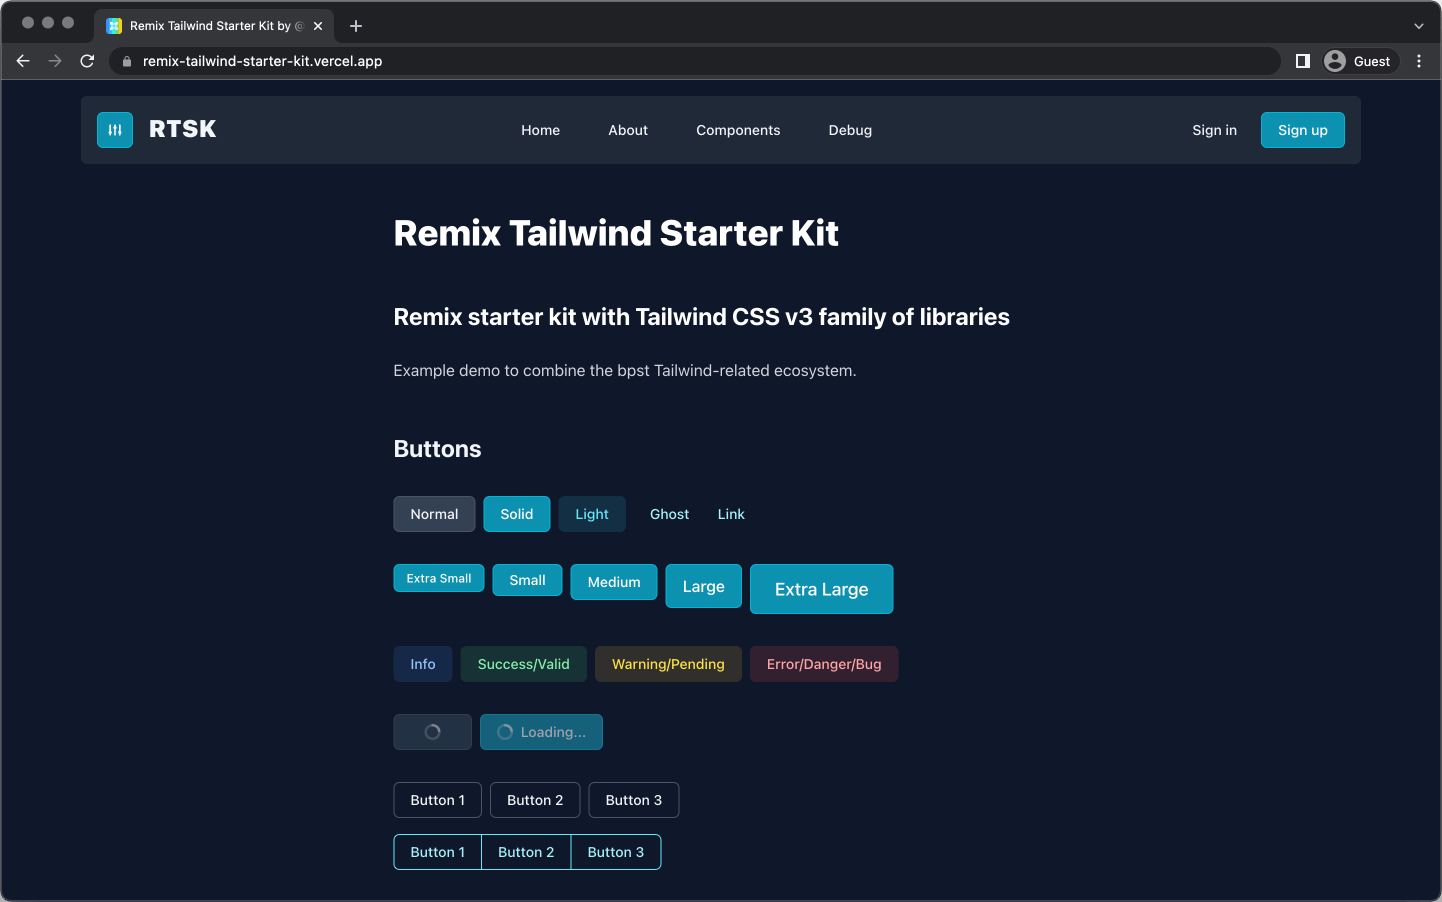 Remix Tailwind Starter Kit by @
remix-tailwind-starter-kit.vercel.app
Guest
RTSK
Home About Components Debug
Sign in Sign up
Remix Tailwind Starter Kit
Remix starter kit with Tailwind CSS v3 family of libraries
Example demo to combine the bpst Tailwind-related ecosystem.
Buttons
Normal Solid Light Ghost Link
Extra Small Small Medium Large Extra Large
Info Success/Valid Warning/Pending Error/Danger/Bug
Loading...
Button 1 Button 2 Button 3
Button 1 Button 2 Button 3